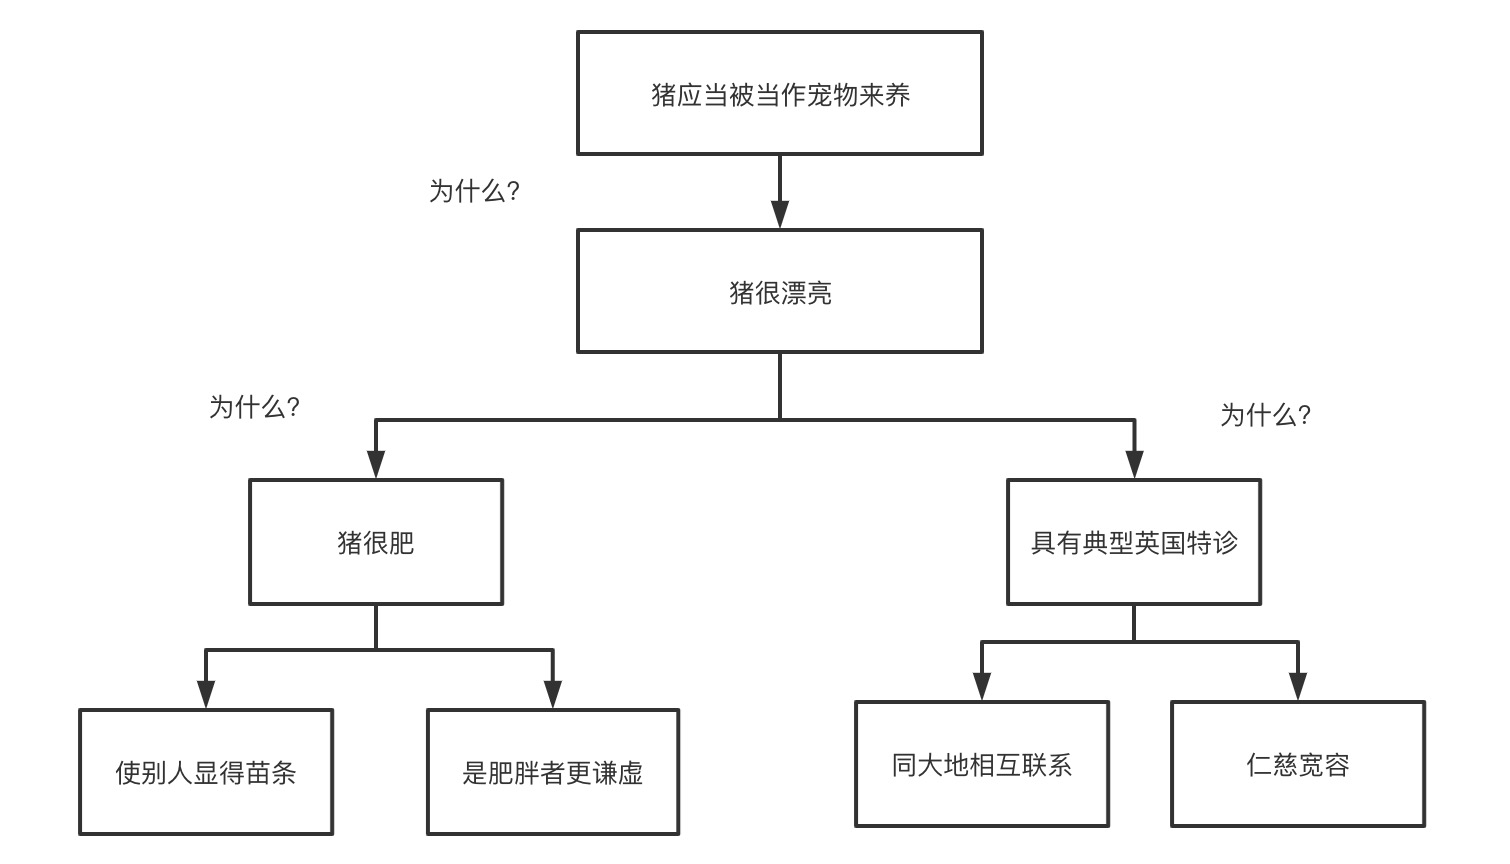 猪应当被当作宠物来养
为什么?
猪很漂亮
为什么?
为什么?
猪很肥
具有典型英国特诊
使别人显得苗条
是肥胖者更谦虚
同大地相互联系
仁慈宽容